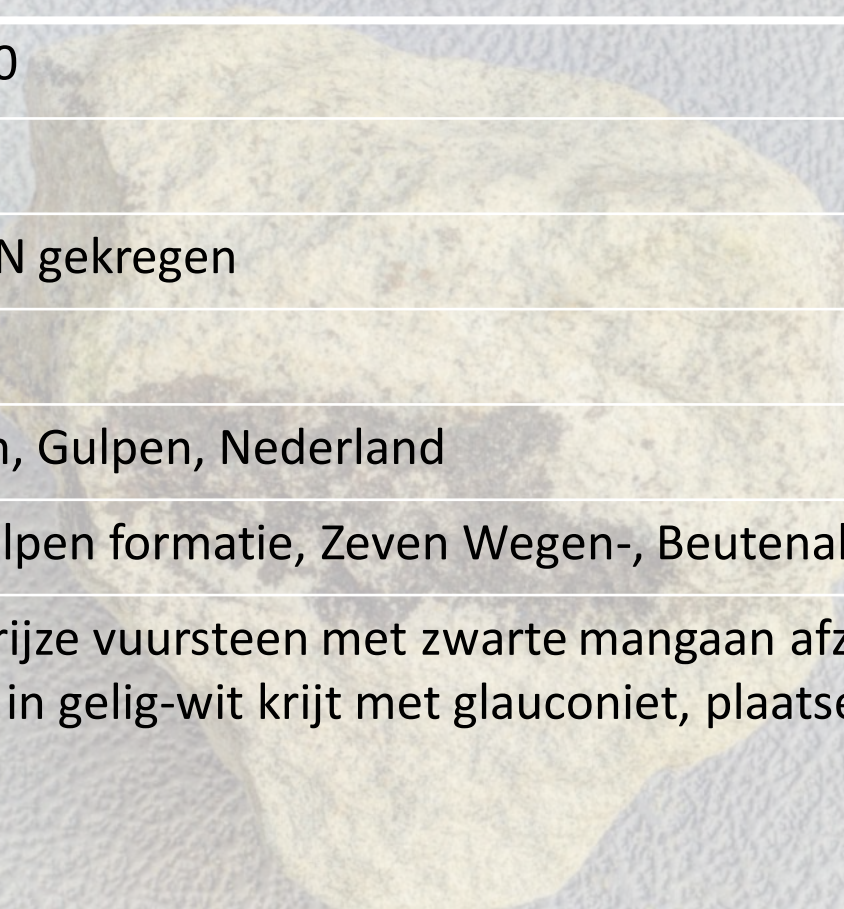 0
N gekregen
n, Gulpen, Nederland
lpen formatie, Zeven Wegen-, Beutenal
rijze vuursteen met zwarte mangaan afz
in gelig-wit krijt met glauconiet, plaatse